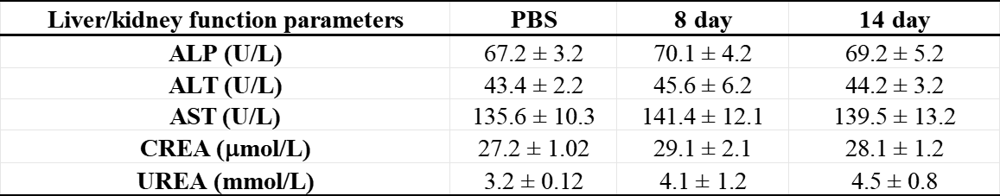 Liver/kidney function parameters PBS 8 day 14 day
ALP (U/L) 67.2 ± 3.2 70.1 ± 4.2 69.2 ± 5.2
ALT (U/L) 43.4 ± 2.2 45.6 ± 6.2 44.2 ± 3.2
AST (U/L) 135.6 ± 10.3 141.4 ± 12.1 139.5 ± 13.2
CREA (μmol/L) 27.2 ± 1.02 29.1 ± 2.1 28.1 ± 1.2
UREA (mmol/L) 3.2 ± 0.12 4.1 ± 1.2 4.5 ± 0.8